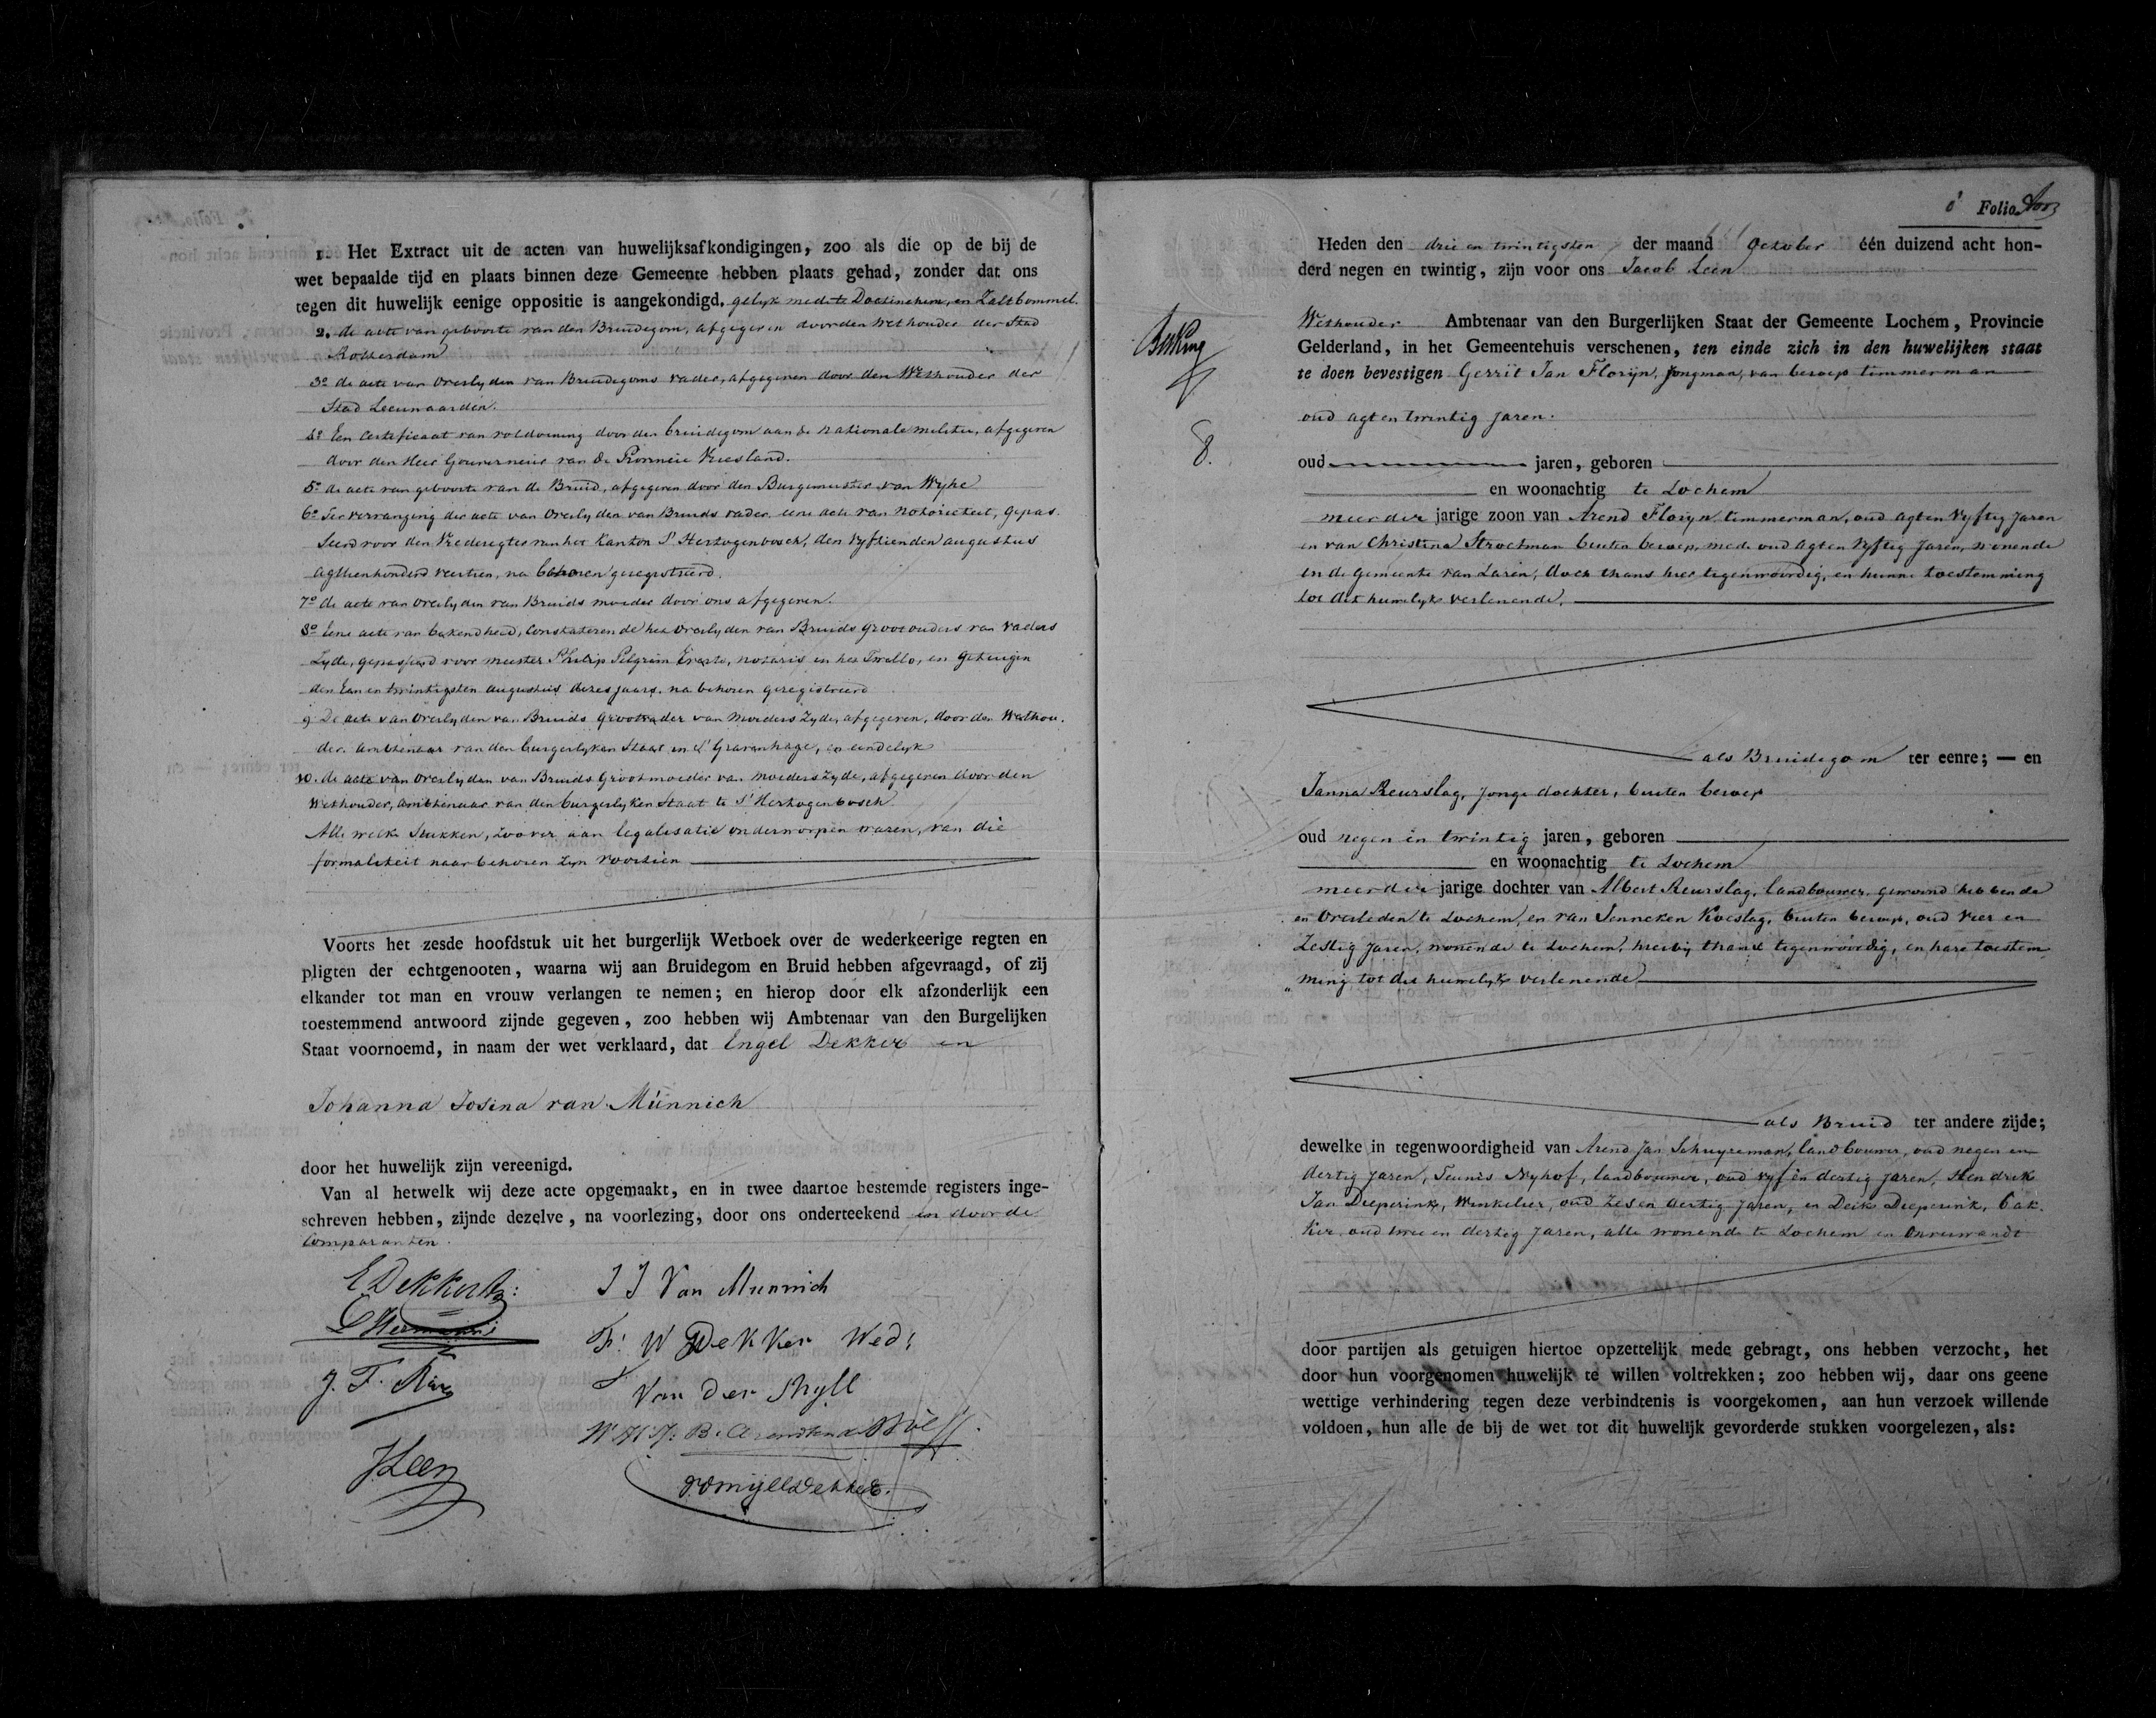 1. Het Extract uit de acten van huwelijksafkondigingen, zoo als die op de bij de
wet bepaalde tijd en plaats binnen deze Gemeente hebben plaats gehad, zonder dat ons
tegen dit huwelijk eenige oppositie is aangekondigd, gelyk mede te Doetinchem, en Zaltbommel.
2. de acte van geboorte van den Bruidegom, afgegeven door den Wethouder der Stad
Rotterdam
3º de acte van overlyden van Bruidegoms vader, afgegeven door den Wethouder der
Stad Leeuwaarden.
4º Een Certificaat van voldoening door den bruidegom aan de nationale militie, afgegeven
door den Heer Gouverneur van de Provincie Vriesland.
5º de acte van geboorte van de Bruid, afgegeven door den Burgemeester van Wyhe
6º Ter vervanging der acte van overlyden van Bruids vader eene acte van notorieteit, gepas
seerd voor den Vrederegter van het Kanton S' Hertogenbosch, den vyftienden augustus
agttienhonderd veertien, na behoren geregistreerd.
7º de acte van overlyden van Bruids moeder door ons afgegeven.
8º Eene acte van bekendheid, constaterende het overlyden van Bruids grootouders van vaders
zyde, gepasseerd voor meester Philip Pelgrim Everts, notaris in het Twello, en getuigen
den een en twintigsten augustus dezes jaars. na behoren geregistreerd
9 De acte van overlyden van Bruids grootvader van moeders zyde, afgegeven, door den Wethou.
der. ambtenaar van den burgerlyken Staat in s' Gravenhage, en eindelyk
10. de acte van overlyden van Bruids grootmoeder van moeders zyde, afgegeven door den
Wethouder, ambtenaar van den burgerlyken Staat te S' Hertogenbosch
Alle welke Stukken, zoo ver aan legalisatie onderworpen waren, van die
formaliteit naar behoren zyn voorzien
Voorts het zesde hoofdstuk uit het burgerlijk Wetboek over de wederkeerige regten en
pligten der echtgenooten, waarna wij aan Bruidegom en Bruid hebben afgevraagd, of zij
elkander tot man en vrouw verlangen te nemen; en hierop door elk afzonderlijk een
toestemmend antwoord zijnde gegeven, zoo hebben wij Ambtenaar van den Burgelijken
Staat voornoemd, in naam der wet verklaard, dat Engel Dekker en
Johanna Josina van Münnich
door het huwelijk zijn vereenigd.
Van al hetwelk wij deze acte opgemaakt, en in twee daartoe bestemde registers inge-
schreven hebben, zijnde dezelve, na voorlezing, door ons onderteekend en door de
Comparanten.
E Dekker
J J Van Munnich
W Dekker Wed:
Van der
J. F.
J Leen
Folio
Heden den drie en twintigsten der maand October één duizend acht hon-
derd negen en twintig, zijn voor ons Jacob Leen
Wethouder Ambtenaar van den Burgerlijken Staat der Gemeente Lochem, Provincie
Gelderland, in het Gemeentehuis verschenen, ten einde zich in den huwelijken staat
te doen bevestigen Gerrit Jan Floryn, jongman, van beroep timmerman
oud agt en twintig jaren.
8.
oud jaren, geboren
en woonachtig te Lochem
meerder jarige zoon van Arend Floryn, timmerman, oud agt en vyftig jaren
en van Christina Stroetman buiten beroep, mede oud agt en vyftig jaren, wonende
in de gemeente van Laren, doch thans hier tegenwoordig, en hunne toestemming
tot dit huwelyk verlenende.
als Bruidegom ter eenre; — en
Janna Reurslag, jonge dochter, buiten beroep
oud negen en twintig jaren, geboren
en woonachtig te Lochem
meerder jarige dochter van Albert Reurslag, landbouwer, gewoond hebbende
en overleden te Lochem, en van Jenneken Koeslag, buiten beroep, oud vier en
zestig jaren, wonende te Lochem, hierby thans tegenwoordig, en hare toestem
„ming tot dit huwelyk verlenende
als Bruid ter andere zijde;
dewelke in tegenwoordigheid van Arend Jan Schuyreman, landbouwer, oud negen en
dertig jaren, Teunis Nyhof, landbouwer, oud vyf en dertig jaren, Hendrik
Jan Dieperink, Winkelier, oud zes en dertig jaren, en Derk Dieperink, bak.
ker, oud twee en dertig jaren, alle wonende te Lochem en onverwandt
door partijen als getuigen hiertoe opzettelijk mede gebragt, ons hebben verzocht, het
door hun voorgenomen huwelijk te willen voltrekken; zoo hebben wij, daar ons geene
wettige verhindering tegen deze verbindtenis is voorgekomen, aan hun verzoek willende
voldoen, hun alle de bij de wet tot dit huwelijk gevorderde stukken voorgelezen, als: